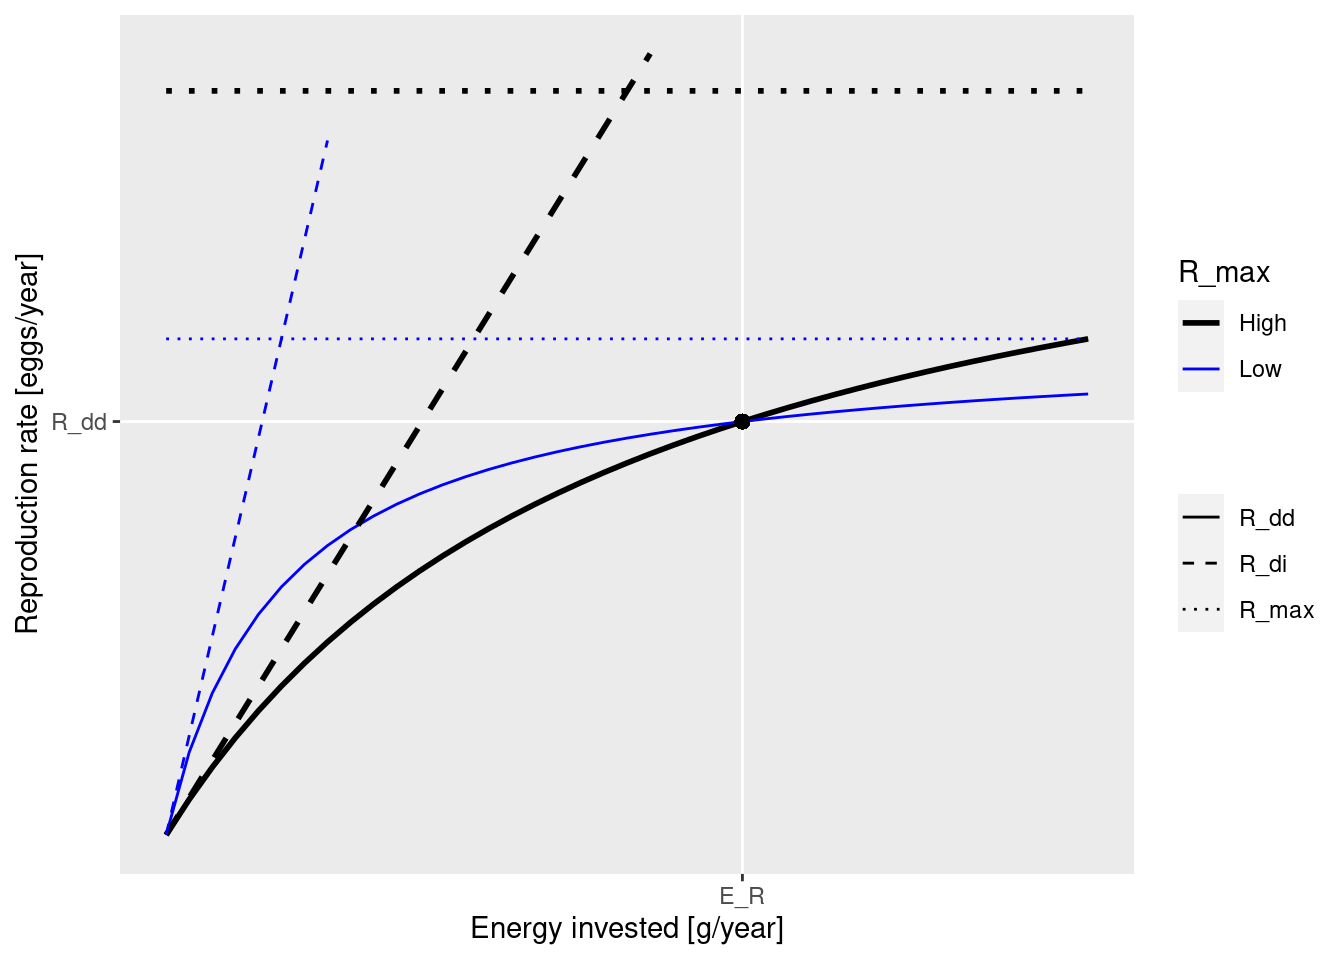 Reproduction rate [eggs/year]
R_dd
E_R
Energy invested [g/year]
R_max
High
Low
R_dd
R_di
R_max